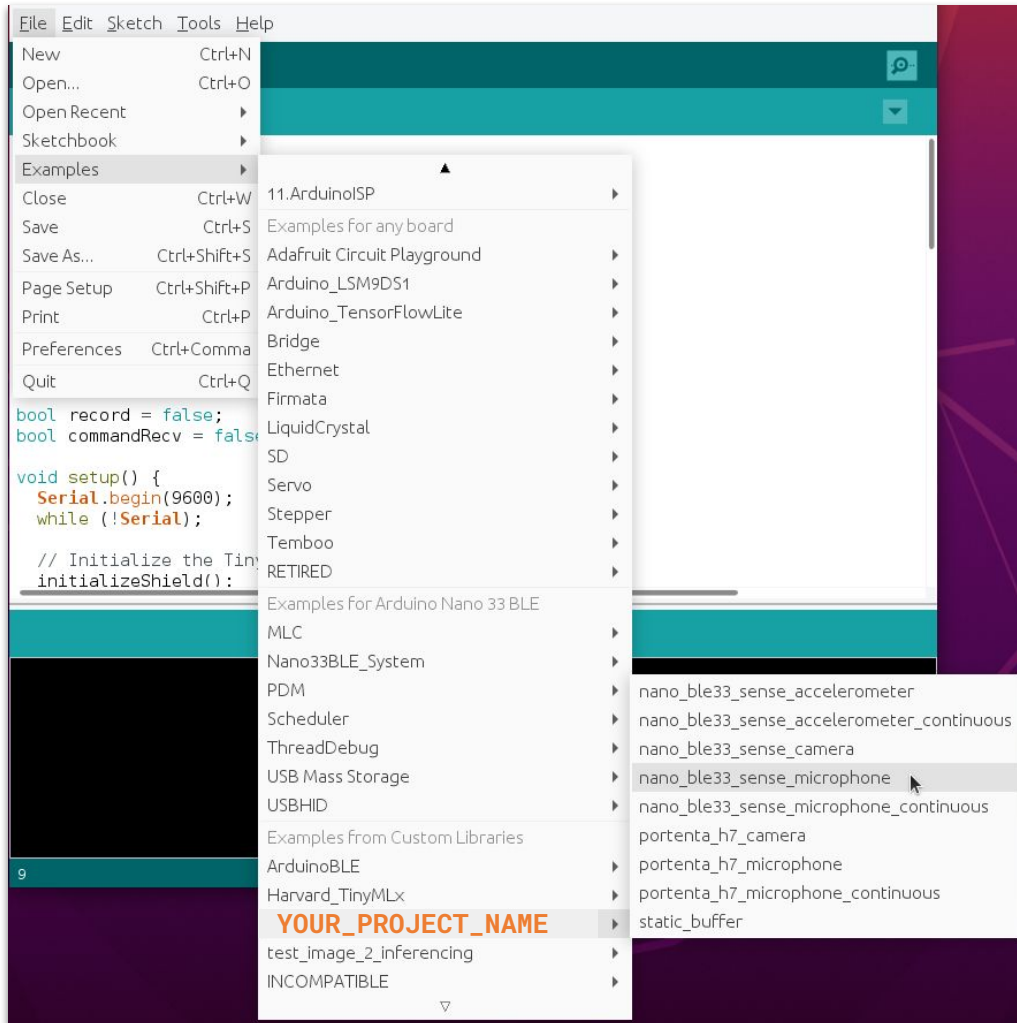 File Edit Sketch Tools Help
New Ctrl+N
Open... Ctrl+O
Open Recent
Sketchbook
Examples
Close Ctrl+W
Save Ctrl+S
Save As... Ctrl+Shift+S
Page Setup Ctrl+Shift+P
Print Ctrl+P
Preferences Ctrl+Comma
Quit Ctrl+Q
bool record = false;
bool commandRecv = false
void setup() {
Serial.begin(9600);
while (!Serial);
// Initialize the Tiny
initializeShield();
9
11.ArduinoISP
Examples for any board
Adafruit Circuit Playground
Arduino_LSM9DS1
Arduino_TensorFlowLite
Bridge
Ethernet
Firmata
LiquidCrystal
SD
Servo
Stepper
Temboo
RETIRED
Examples for Arduino Nano 33 BLE
MLC
Nano33BLE_System
PDM
Scheduler
ThreadDebug
USB Mass Storage
USBHID
Examples from Custom Libraries
ArduinoBLE
Harvard_TinyMLx
YOUR_PROJECT_NAME
test_image_2_inferencing
INCOMPATIBLE
nano_ble33_sense_accelerometer
nano_ble33_sense_accelerometer_continuous
nano_ble33_sense_camera
nano_ble33_sense_microphone
nano_ble33_sense_microphone_continuous
portenta_h7_camera
portenta_h7_microphone
portenta_h7_microphone_continuous
static_buffer